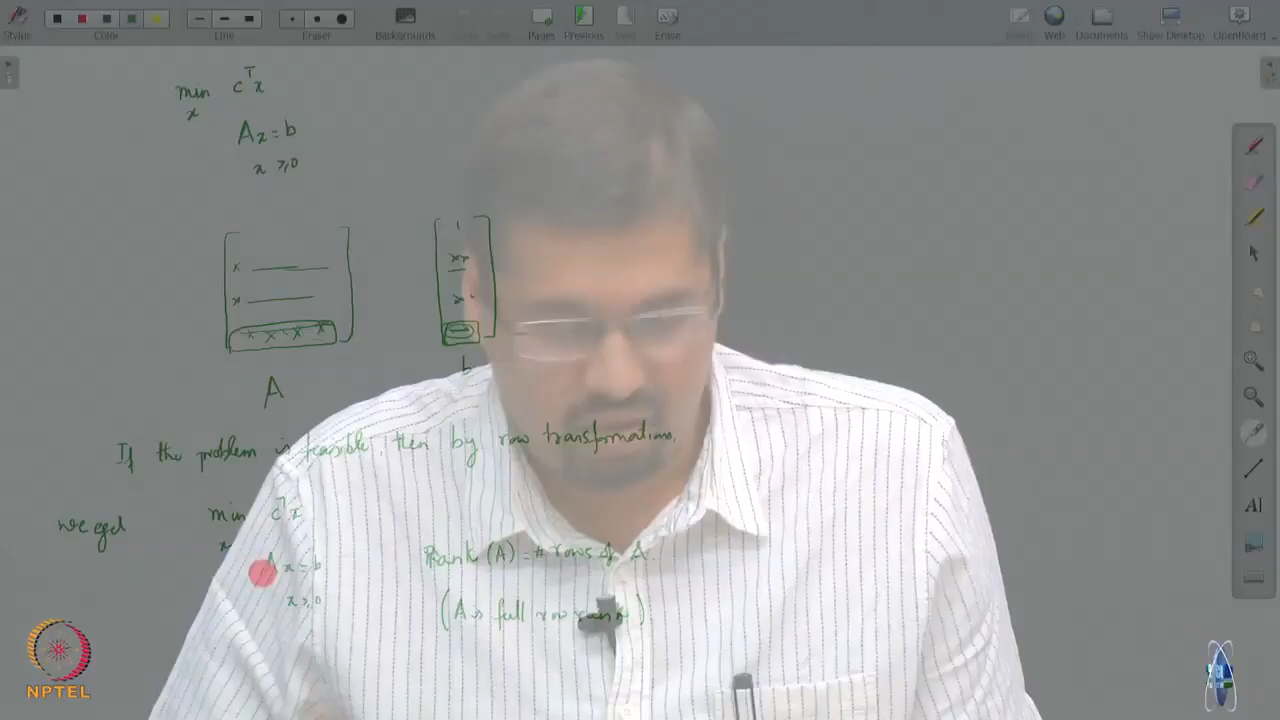 Stylus Color Line Eraser Backgrounds Pages Previous Erase Web Documents Show Desktop OpenBoard
min cᵀx
x
Ax = b
x ≥ 0
A
b
If the problem is feasible, then by row transformations,
we get min cᵀx
x
Ax = b Rank (A) = # rows of A.
x ≥ 0 (A is full row rank)
NPTEL